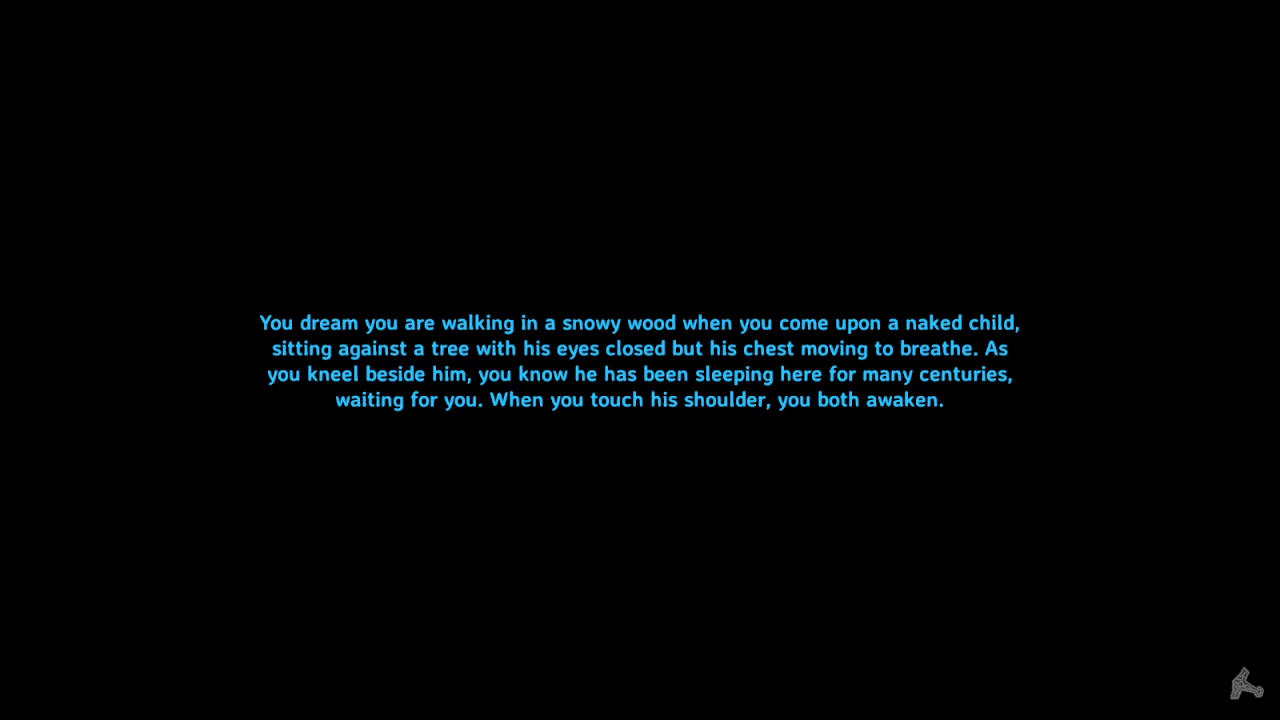 You dream you are walking in a snowy wood when you come upon a naked child,
sitting against a tree with his eyes closed but his chest moving to breathe. As
you kneel beside him, you know he has been sleeping here for many centuries,
waiting for you. When you touch his shoulder, you both awaken.